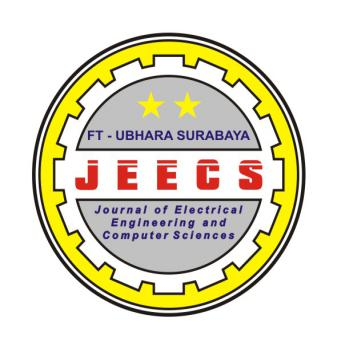 FT - UBHARA SURABAYA
JEECS
Journal of Electrical
Engineering and
Computer Sciences